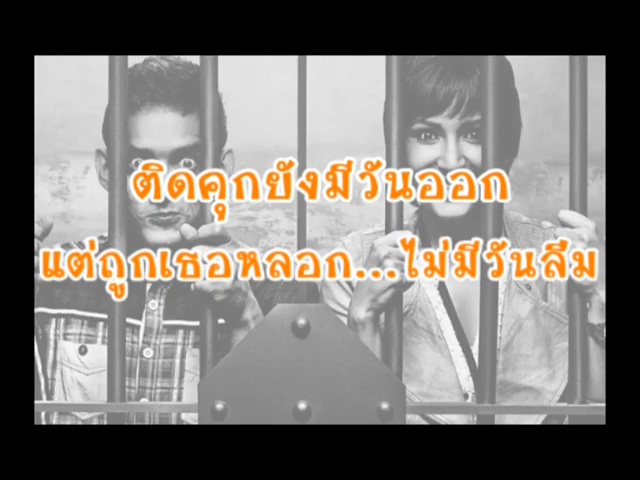 ติดคุกยังมีวันออก
แต่ถูกเธอหลอก...ไม่มีวันลืม